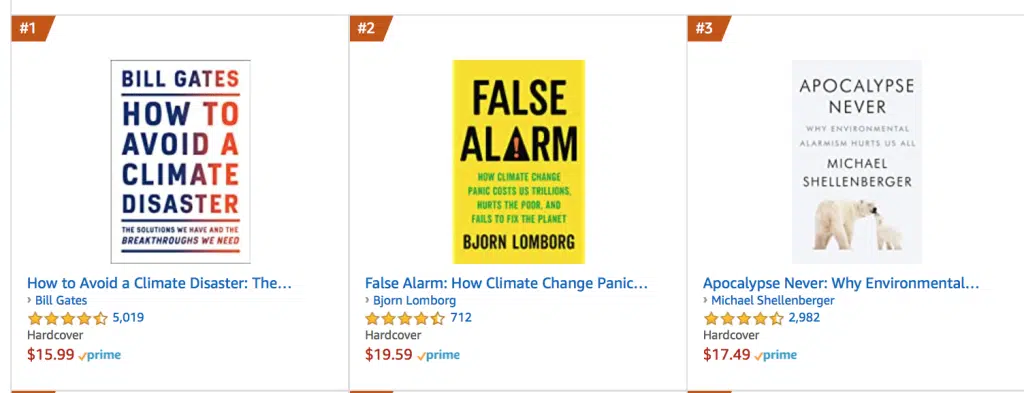 #1
BILL GATES
HOW TO
AVOID A
CLIMATE
DISASTER
THE SOLUTIONS WE HAVE AND THE
BREAKTHROUGHS WE NEED
How to Avoid a Climate Disaster: The…
› Bill Gates
5,019
Hardcover
$15.99 prime
#2
FALSE
ALARM
HOW CLIMATE CHANGE
PANIC COSTS US TRILLIONS,
HURTS THE POOR, AND
FAILS TO FIX THE PLANET
BJORN LOMBORG
False Alarm: How Climate Change Panic…
› Bjorn Lomborg
712
Hardcover
$19.59 prime
#3
APOCALYPSE
NEVER
WHY ENVIRONMENTAL
ALARMISM HURTS US ALL
MICHAEL
SHELLENBERGER
Apocalypse Never: Why Environmental…
› Michael Shellenberger
2,982
Hardcover
$17.49 prime